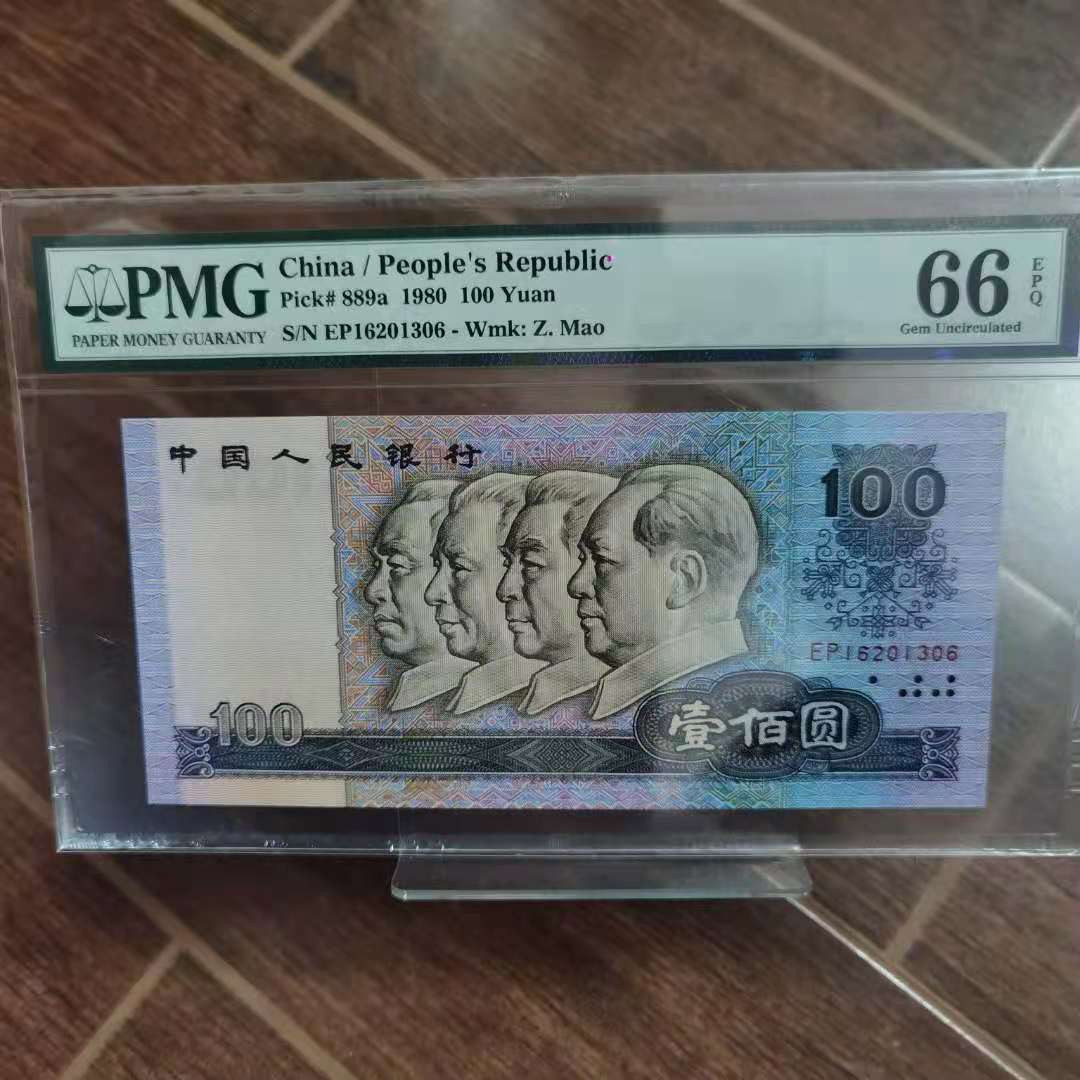 PMG
PAPER MONEY GUARANTY
China / People's Republic
Pick# 889a 1980 100 Yuan
S/N EP16201306 - Wmk: Z. Mao
66 EPQ
Gem Uncirculated
中国人民银行
100
EP16201306
100
壹佰圆